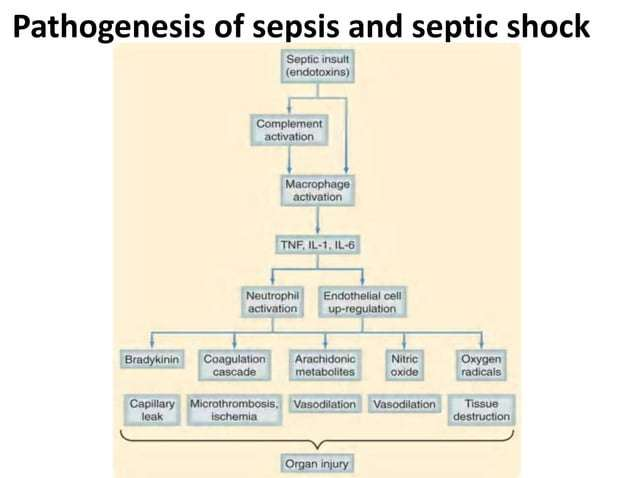 Pathogenesis of sepsis and septic shock
Septic insult
(endotoxins)
Complement
activation
Macrophage
activation
TNF, IL-1, IL-6
Neutrophil
activation
Endothelial cell
up-regulation
Bradykinin
Coagulation
cascade
Arachidonic
metabolites
Nitric
oxide
Oxygen
radicals
Capillary
leak
Microthrombosis,
ischemia
Vasodilation
Vasodilation
Tissue
destruction
Organ injury